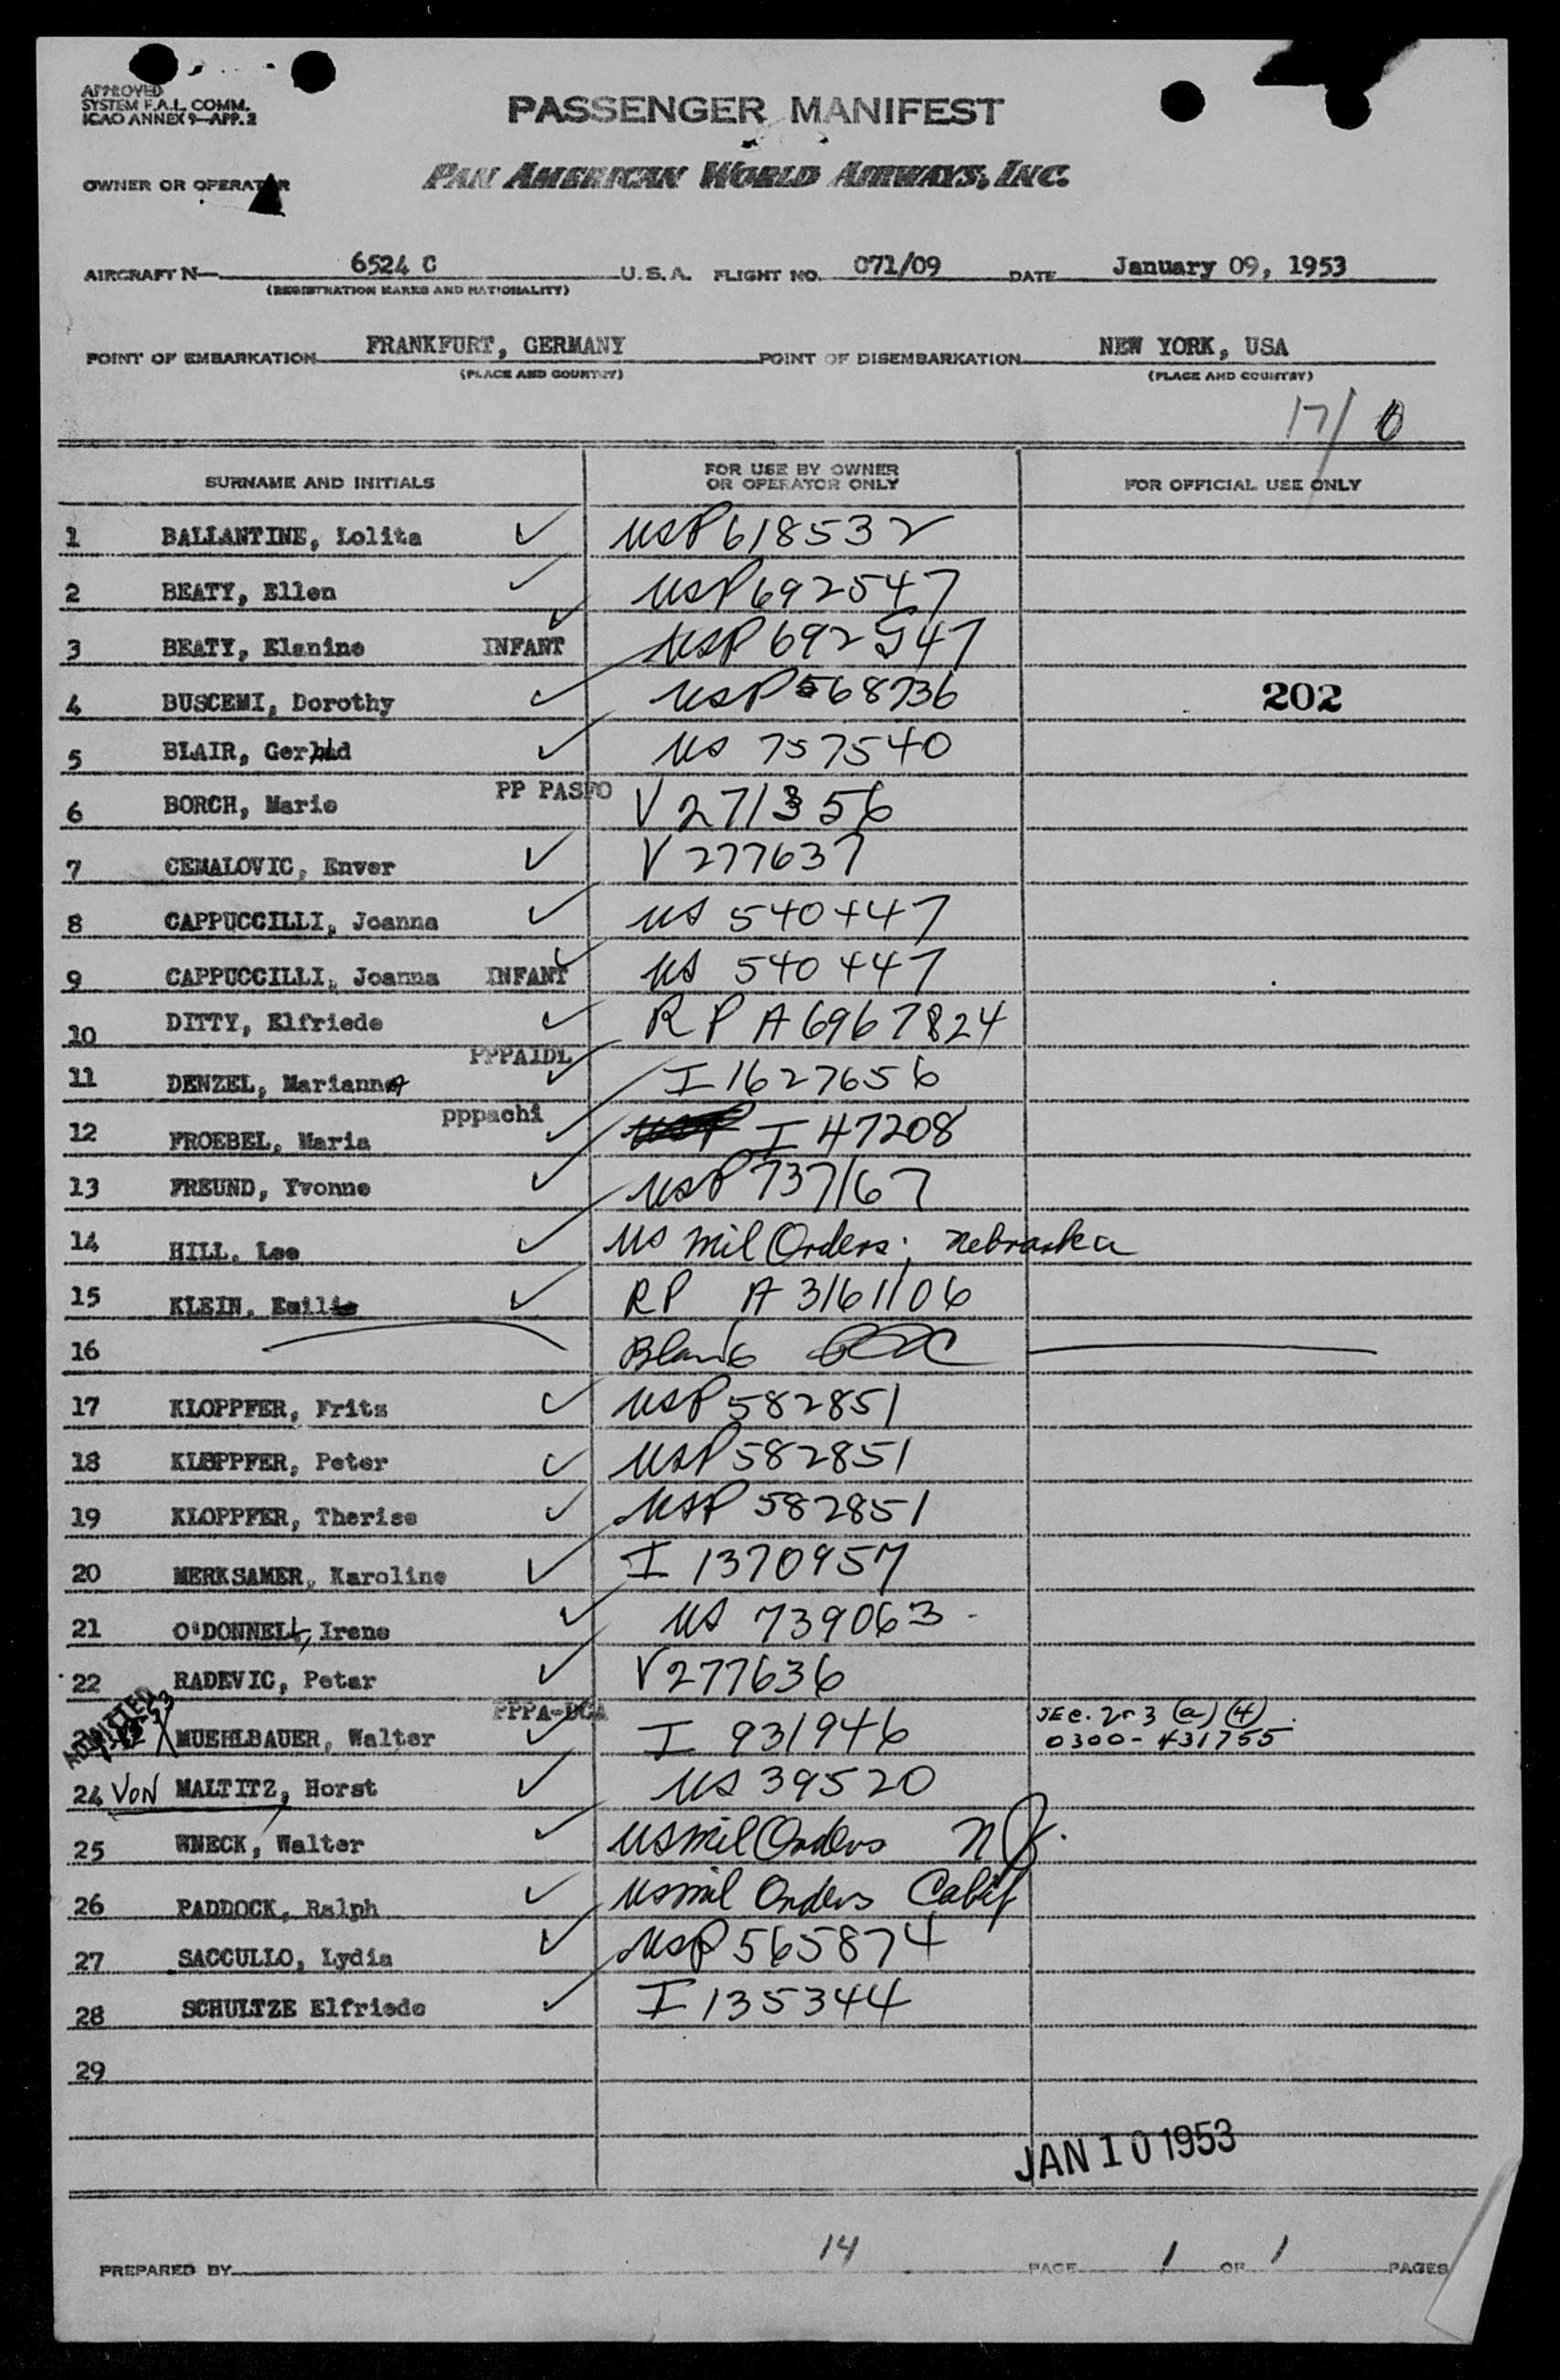 APPROVED
SYSTEM F.A.L. COMM.
ICAO ANNEX 9—APP. 2
PASSENGER MANIFEST
OWNER OR OPERATOR PAN AMERICAN WORLD AIRWAYS, INC.
AIRCRAFT N— 6524 C U.S.A. FLIGHT NO. 071/09 DATE January 09, 1953
(REGISTRATION MARKS AND NATIONALITY)
POINT OF EMBARKATION FRANKFURT, GERMANY POINT OF DISEMBARKATION NEW YORK, USA
(PLACE AND COUNTRY) (PLACE AND COUNTRY)
17/0
SURNAME AND INITIALS FOR USE BY OWNER OR OPERATOR ONLY FOR OFFICIAL USE ONLY
1 BALLANTINE, Lolita ✓ USP 618532
2 BEATY, Ellen ✓ USP 692547
3 BEATY, Elanine INFANT ✓ USP 692547
4 BUSCEMI, Dorothy ✓ USP 568736 202
5 BLAIR, ✓ US 757540
6 BORCH, Marie PP PASFO V 271356
7 CEMALOVIC, Enver ✓ V 277637
8 CAPPUCCILLI, Joanna ✓ US 540447
9 CAPPUCCILLI, Joanna INFANT ✓ US 540447
10 DITTY, Elfriede ✓ RP A6967824
11 DENZEL, Marianna PPPAIDL ✓ I 1627656
12 FROEBEL, Maria pppachi ✓ I 47208
13 FREUND, Yvonne ✓ USP 737167
14 HILL, Lee ✓ US mil Orders; Nebraska
15 KLEIN, Emil ✓ RP A 3161106
16 Blank
17 KLOPPFER, Fritz ✓ USP 582851
18 KLOPPFER, Peter ✓ USP 582851
19 KLOPPFER, Therise ✓ USP 582851
20 MERKSAMER, Karoline ✓ I 1370957
21 O'DONNELL, Irene ✓ US 739063
22 RADEVIC, Petar ✓ V277636
ADMITTED
MUEHLBAUER, Walter PPPA-DCA ✓ I 931946 Sec. 203 (a) (4)
0300-431755
24 VON MALTITZ, Horst ✓ US 39520
25 WNECK, Walter ✓ US mil Orders NJ.
26 PADDOCK, Ralph ✓ US mil Orders Calif
27 SACCULLO, Lydia ✓ USP 565874
28 SCHULTZE Elfriede ✓ I 135344
29
JAN 10 1953
14
PREPARED BY PAGE 1 OF 1 PAGES